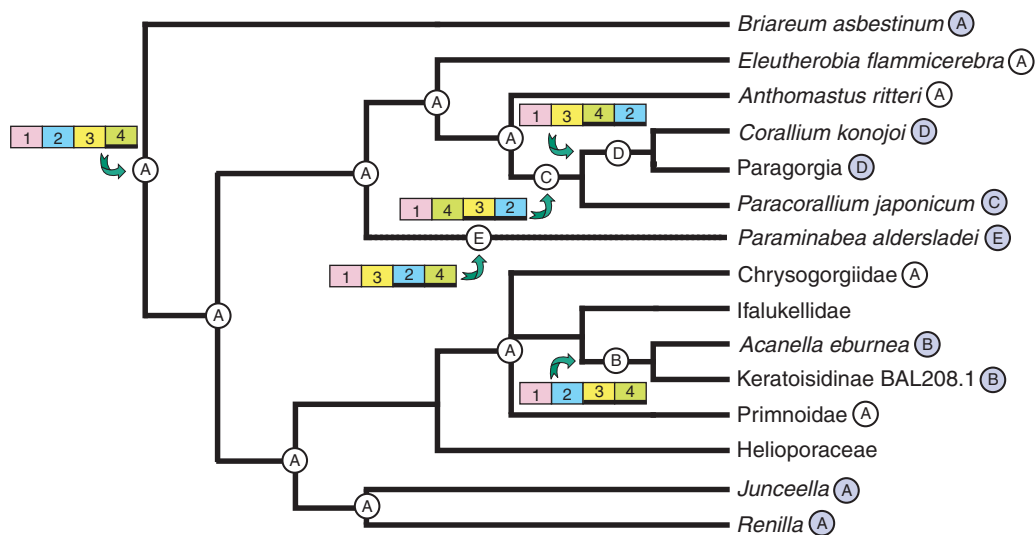 Briareum asbestinum A
Eleutherobia flammicerebra A
A
Anthomastus ritteri A
1 3 4 2
A
Corallium konojoi D
1 2 3 4
D
A
Paragorgia D
A
C
1 4 3 2
Paracorallium japonicum C
E
Paraminabea aldersladei E
1 3 2 4
Chrysogorgiidae A
A
Ifalukellidae
A
Acanella eburnea B
B
1 2 3 4
Keratoisidinae BAL208.1 B
Primnoidae A
Helioporaceae
A
Junceella A
A
Renilla A